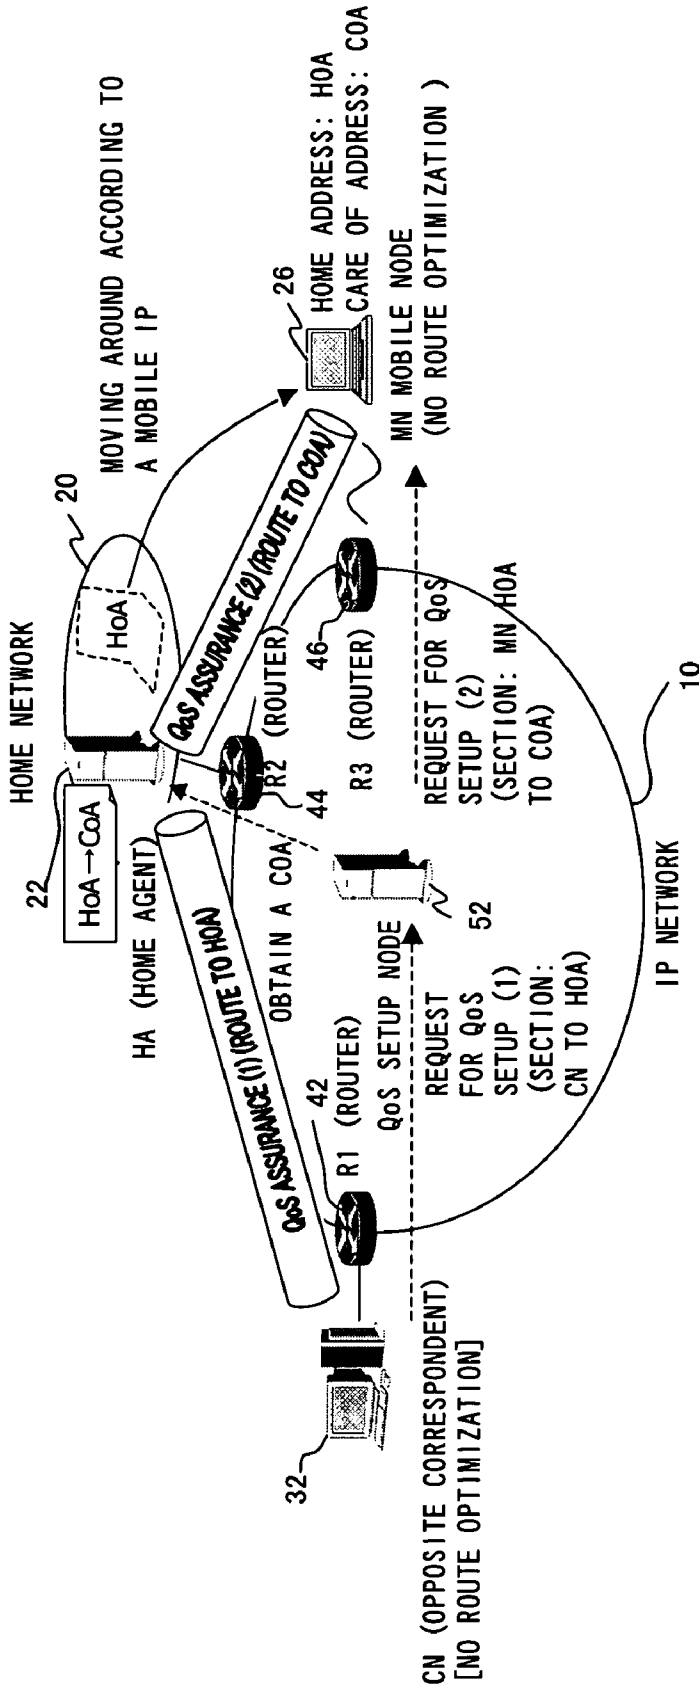 HOME NETWORK
22
HoA→CoA
HA (HOME AGENT)
20
HoA
MOVING AROUND ACCORDING TO
A MOBILE IP
26
HOME ADDRESS: HOA
CARE OF ADDRESS: COA
MN MOBILE NODE
(NO ROUTE OPTIMIZATION )
QoS ASSURANCE (1) (ROUTE TO HOA)
QoS ASSURANCE (2) (ROUTE TO COA)
OBTAIN A COA
R2 (ROUTER)
44
46
R3 (ROUTER)
42
R1 (ROUTER)
QoS SETUP NODE
52
32
CN (OPPOSITE CORRESPONDENT)
[NO ROUTE OPTIMIZATION]
REQUEST
FOR QoS
SETUP (1)
(SECTION:
CN TO HOA)
REQUEST FOR QoS
SETUP (2)
(SECTION: MN HOA
TO COA)
10
IP NETWORK